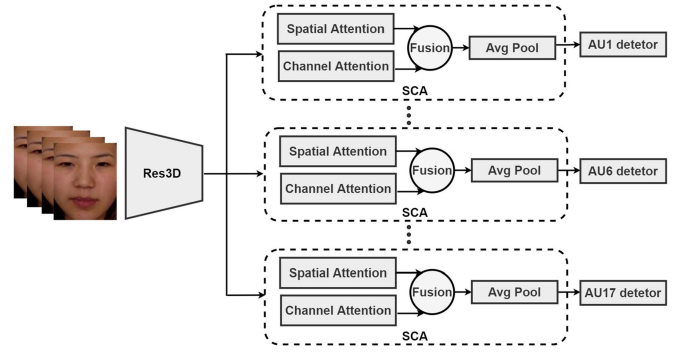 Spatial Attention
Channel Attention
Fusion
Avg Pool
AU1 detetor
SCA
Res3D
Spatial Attention
Channel Attention
Fusion
Avg Pool
AU6 detetor
SCA
Spatial Attention
Channel Attention
Fusion
Avg Pool
AU17 detetor
SCA